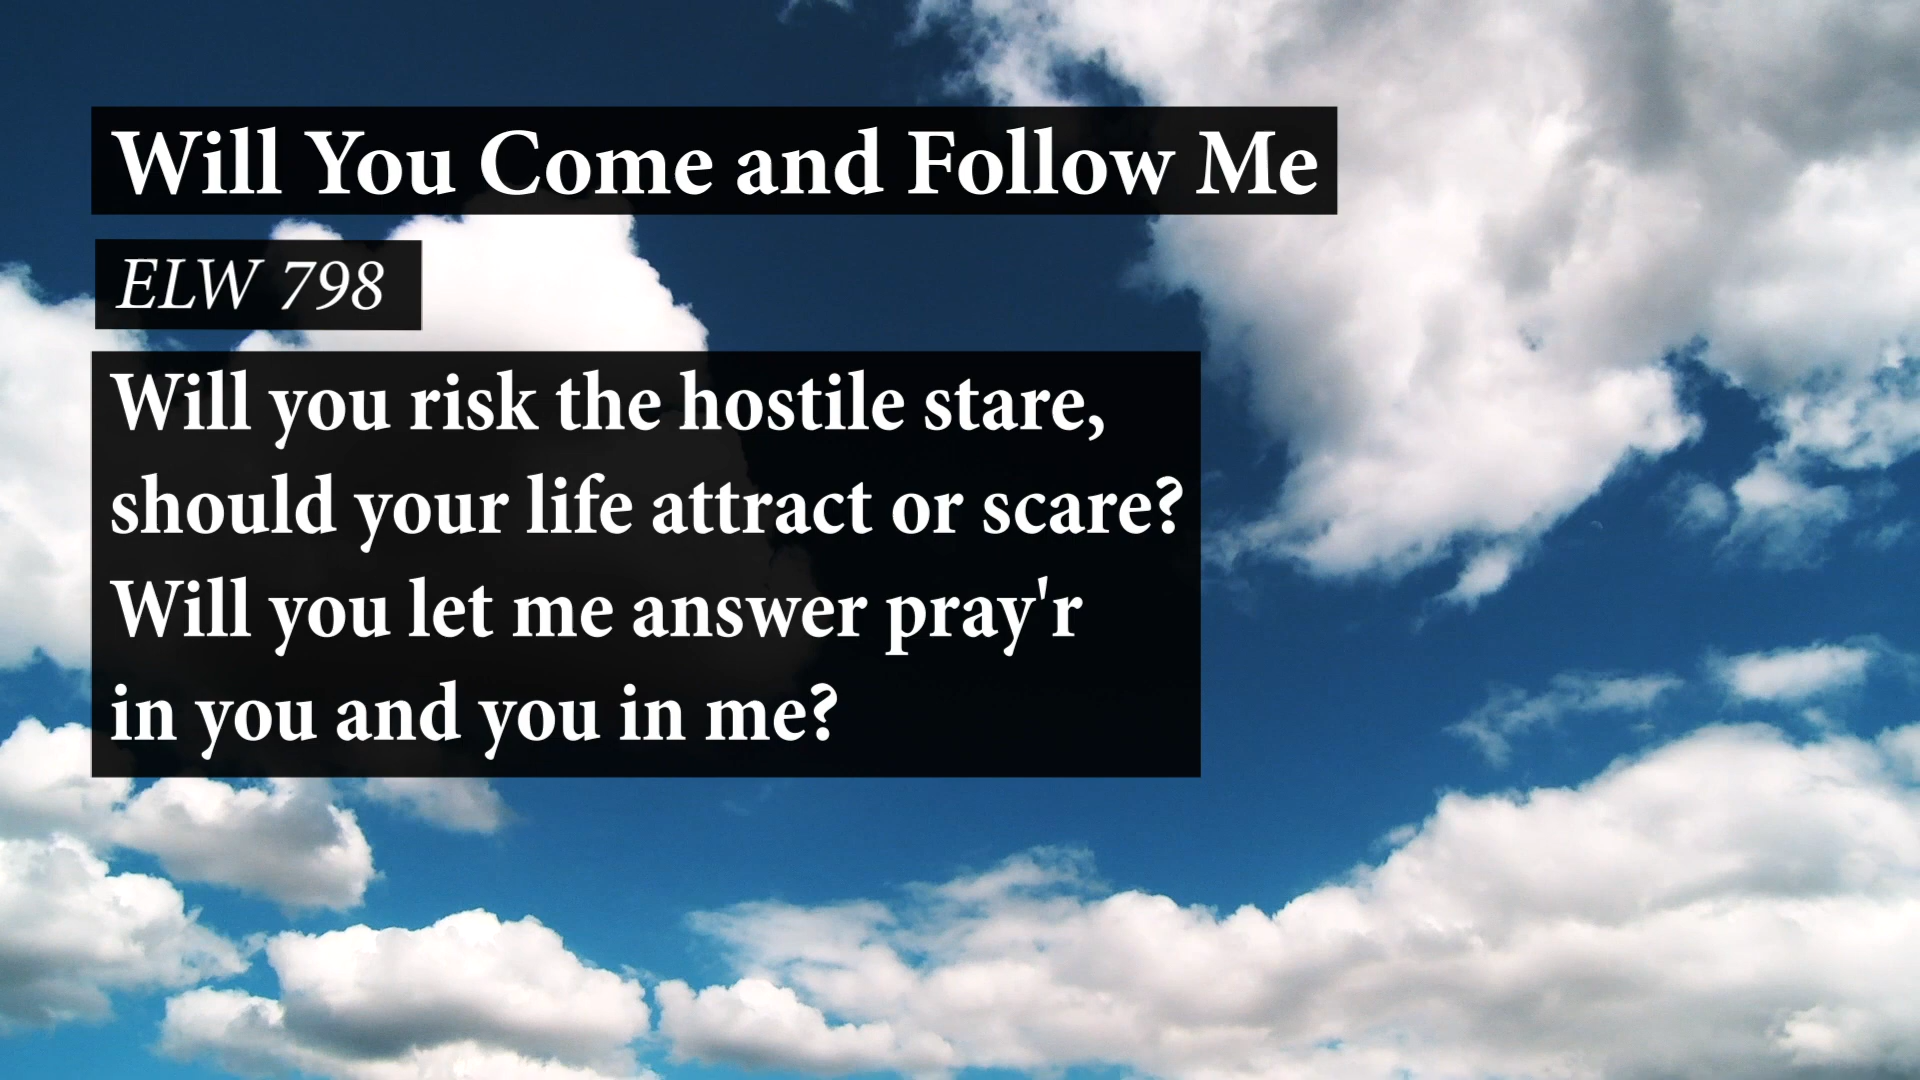 Will You Come and Follow Me
ELW 798
Will you risk the hostile stare,
should your life attract or scare?
Will you let me answer pray'r
in you and you in me?